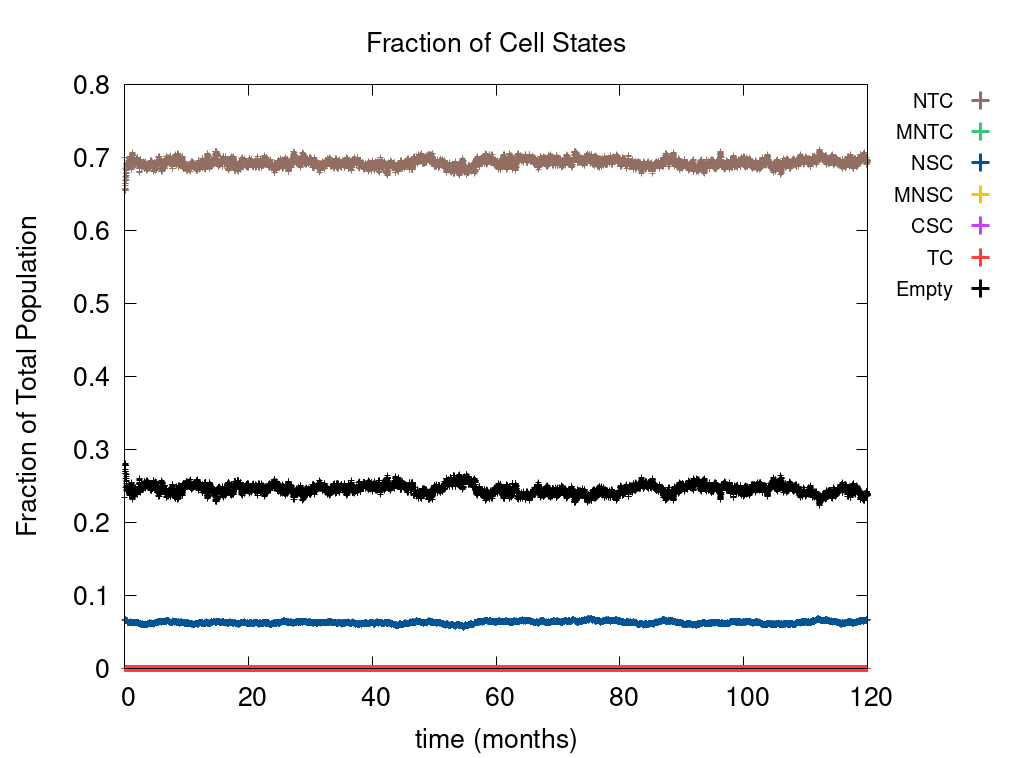 Fraction of Cell States
0.8
0.7
0.6
0.5
0.4
0.3
0.2
0.1
0
Fraction of Total Population
0 20 40 60 80 100 120
time (months)
NTC
MNTC
NSC
MNSC
CSC
TC
Empty